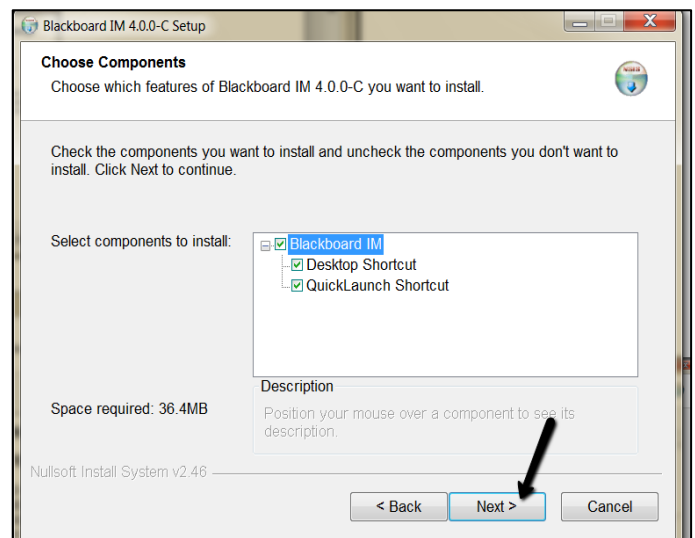 Blackboard IM 4.0.0-C Setup
Choose Components
Choose which features of Blackboard IM 4.0.0-C you want to install.
Check the components you want to install and uncheck the components you don't want to
install. Click Next to continue.
Select components to install:
Blackboard IM
Desktop Shortcut
QuickLaunch Shortcut
Space required: 36.4MB
Description
Position your mouse over a component to see its
description.
Nullsoft Install System v2.46
< Back
Next >
Cancel